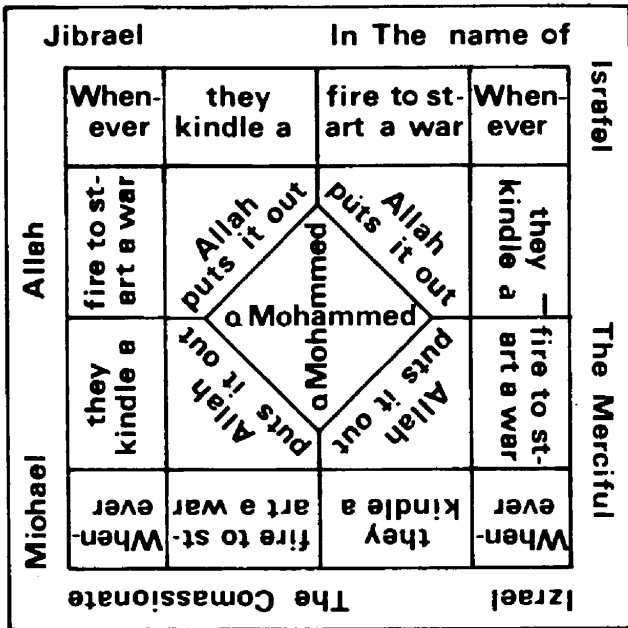 Jibrael In The name of
Israfel
The Merciful
Izrael
The Comassionate
Miohael
Allah
When-
ever
they
kindle a
fire to st-
art a war
When-
ever
they
kindle a
fire to st-
art a war
When-
ever
they
kindle a
fire to st-
art a war
When-
ever
they
kindle a
fire to st-
art a war
Allah
puts it out
Allah
puts it out
Allah
puts it out
Allah
puts it out
a Mohammed
a Mohammed